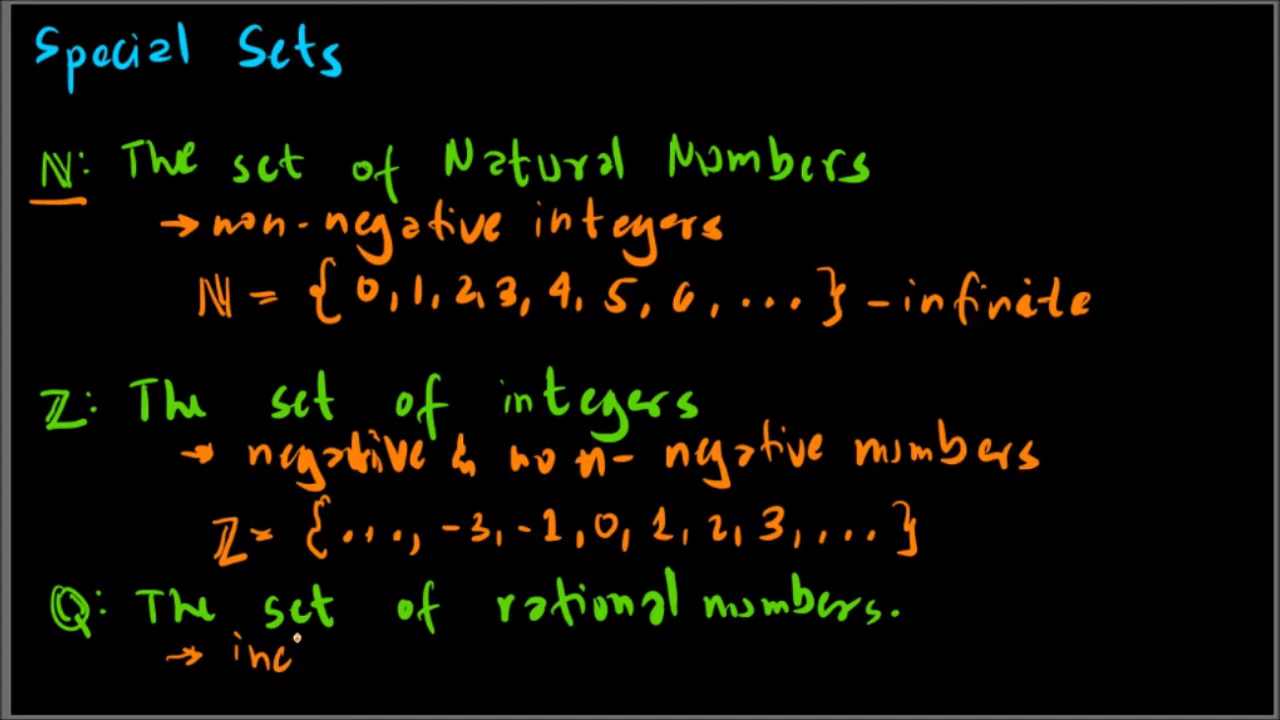 Special Sets
ℕ: The set of Natural Numbers
→ non-negative integers
ℕ = { 0, 1, 2, 3, 4, 5, 6, ... } - infinite
ℤ: The set of integers
→ negative & non-negative numbers
ℤ = { ..., -3, -1, 0, 1, 2, 3, ... }
ℚ: The set of rational numbers.
→ inc